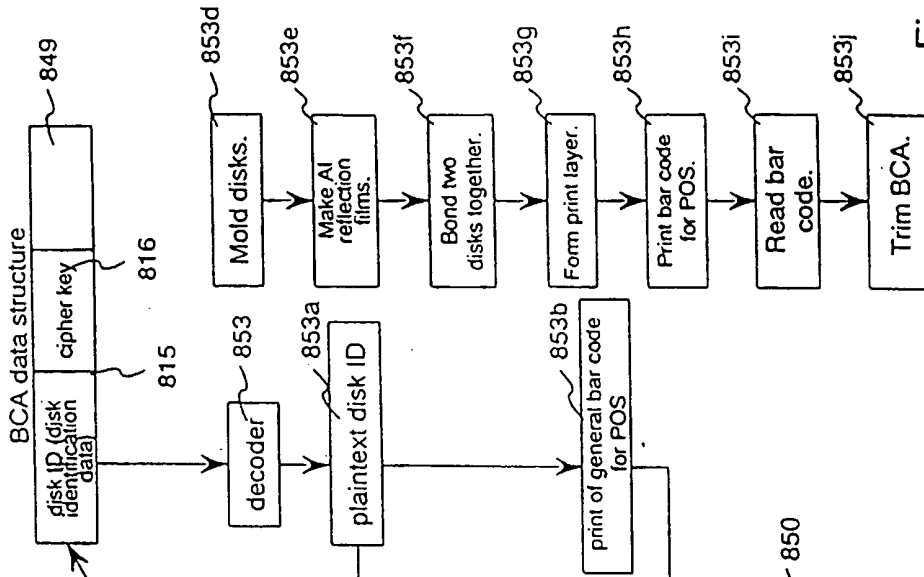 BCA data structure
849
disk ID (disk
identification
data)
cipher key
815
816
853
decoder
853a
plaintext disk ID
853b
print of general bar code
for POS
850
853d
Mold disks.
853e
Make Al
reflection
films.
853f
Bond two
disks together.
853g
Form print layer.
853h
Print bar code
for POS.
853i
Read bar
code.
853j
Trim BCA.